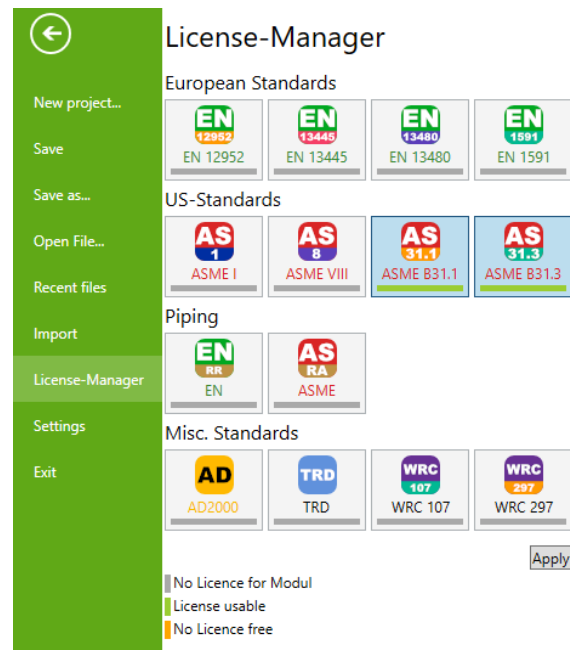 License-Manager
New project...
Save
Save as...
Open File...
Recent files
Import
License-Manager
Settings
Exit
European Standards
EN EN EN EN
12952 13445 13480 1591
EN 12952 EN 13445 EN 13480 EN 1591
US-Standards
AS AS AS AS
1 8 31.1 31.3
ASME I ASME VIII ASME B31.1 ASME B31.3
Piping
EN AS
RR RA
EN ASME
Misc. Standards
AD TRD WRC WRC
107 297
AD2000 TRD WRC 107 WRC 297
Apply
No Licence for Modul
License usable
No Licence free